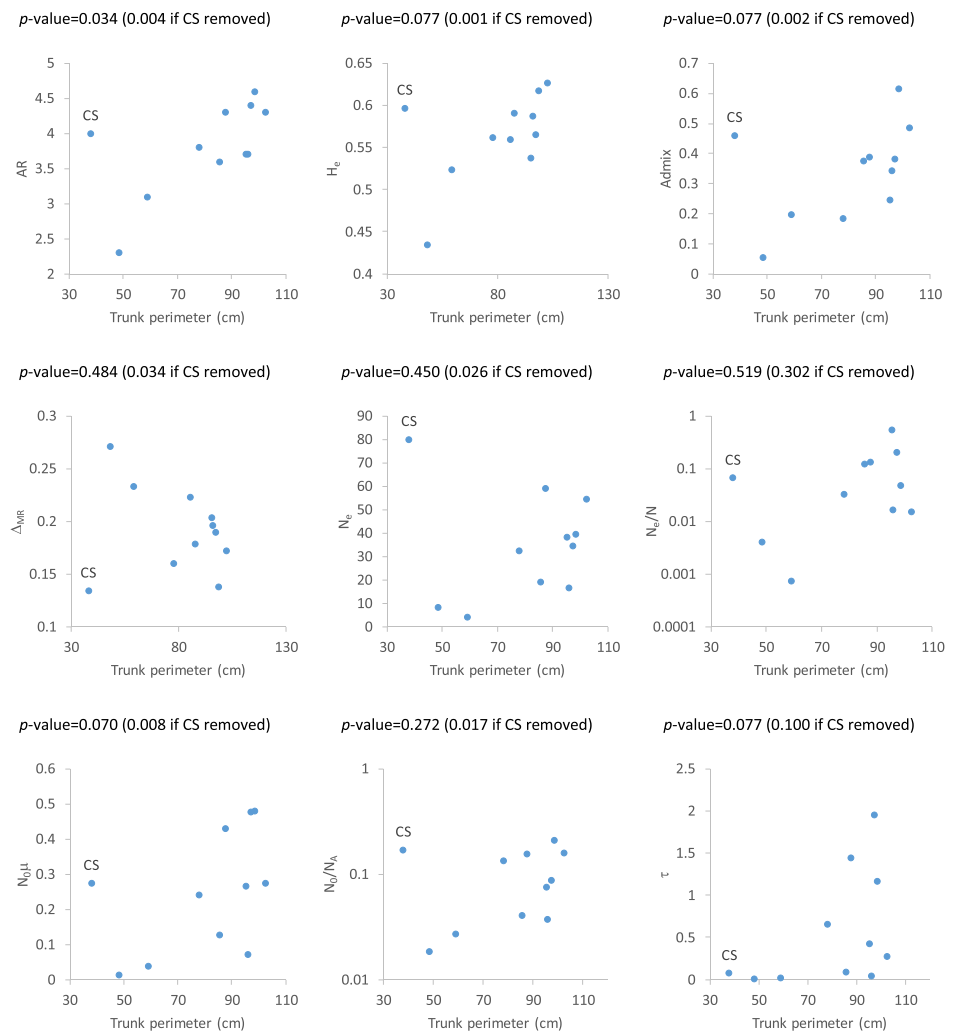 p-value=0.034 (0.004 if CS removed)
p-value=0.077 (0.001 if CS removed)
p-value=0.077 (0.002 if CS removed)
5
4.5
4
3.5
3
2.5
2
AR
CS
30 50 70 90 110
Trunk perimeter (cm)
0.65
0.6
0.55
0.5
0.45
0.4
He
CS
30 80 130
Trunk perimeter (cm)
0.7
0.6
0.5
0.4
0.3
0.2
0.1
0
Admix
CS
30 50 70 90 110
Trunk perimeter (cm)
p-value=0.484 (0.034 if CS removed)
p-value=0.450 (0.026 if CS removed)
p-value=0.519 (0.302 if CS removed)
0.3
0.25
0.2
0.15
0.1
ΔMR
CS
30 80 130
Trunk perimeter (cm)
90
80
70
60
50
40
30
20
10
0
Ne
CS
30 50 70 90 110
Trunk perimeter (cm)
1
0.1
0.01
0.001
0.0001
Ne/N
CS
30 50 70 90 110
Trunk perimeter (cm)
p-value=0.070 (0.008 if CS removed)
p-value=0.272 (0.017 if CS removed)
p-value=0.077 (0.100 if CS removed)
0.6
0.5
0.4
0.3
0.2
0.1
0
N0μ
CS
30 50 70 90 110
Trunk perimeter (cm)
1
0.1
0.01
N0/NA
CS
30 50 70 90 110
Trunk perimeter (cm)
2.5
2
1.5
1
0.5
0
τ
CS
30 50 70 90 110
Trunk perimeter (cm)